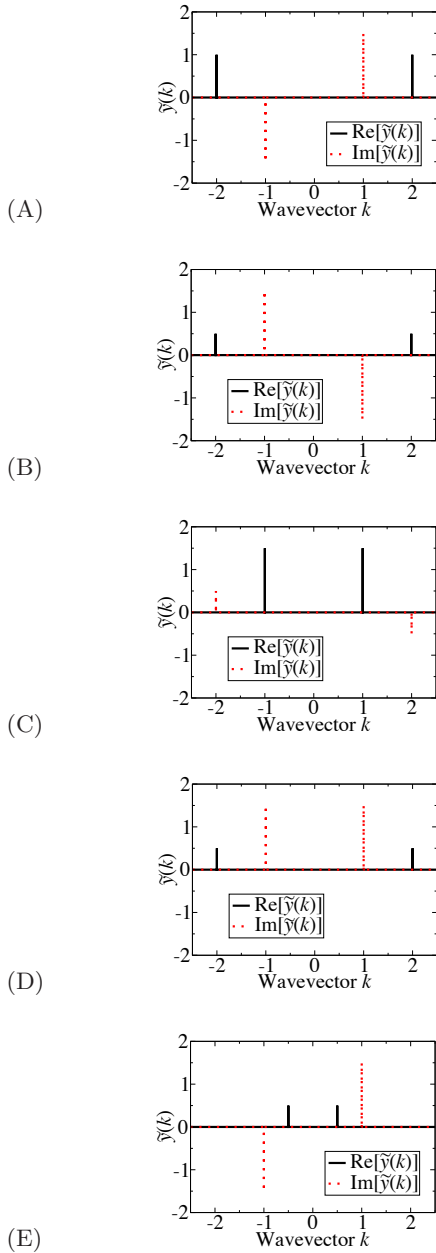 2
1
0
-1
-2
ỹ(k)
Re[ỹ(k)]
Im[ỹ(k)]
-2 -1 0 1 2
Wavevector k
(A)
2
1
0
-1
-2
ỹ(k)
Re[ỹ(k)]
Im[ỹ(k)]
-2 -1 0 1 2
Wavevector k
(B)
2
1
0
-1
-2
ỹ(k)
Re[ỹ(k)]
Im[ỹ(k)]
-2 -1 0 1 2
Wavevector k
(C)
2
1
0
-1
-2
ỹ(k)
Re[ỹ(k)]
Im[ỹ(k)]
-2 -1 0 1 2
Wavevector k
(D)
2
1
0
-1
-2
ỹ(k)
Re[ỹ(k)]
Im[ỹ(k)]
-2 -1 0 1 2
Wavevector k
(E)